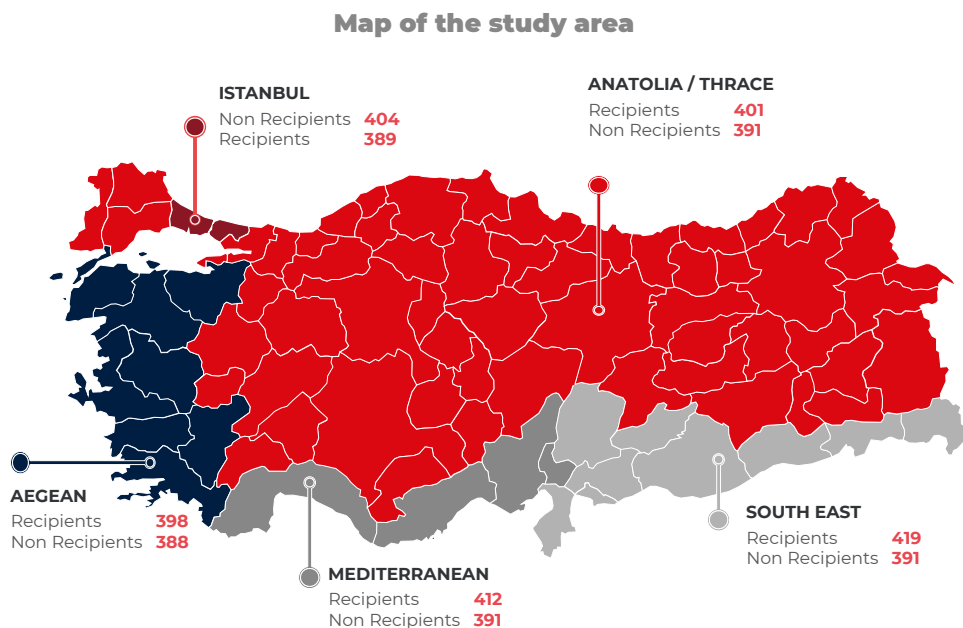 Map of the study area
ISTANBUL
Non Recipients 404
Recipients 389
ANATOLIA / THRACE
Recipients 401
Non Recipients 391
AEGEAN
Recipients 398
Non Recipients 388
MEDITERRANEAN
Recipients 412
Non Recipients 391
SOUTH EAST
Recipients 419
Non Recipients 391